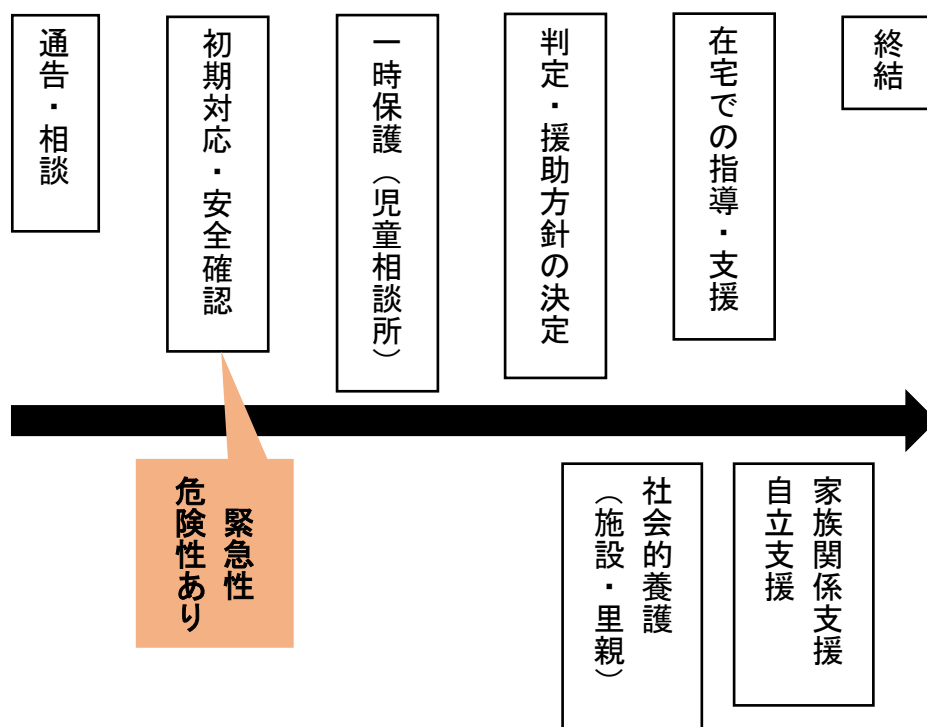 通告・相談
初期対応・安全確認
一時保護（児童相談所）
判定・援助方針の決定
在宅での指導・支援
終結
緊急性
危険性あり
社会的養護
（施設・里親）
家族関係支援
自立支援